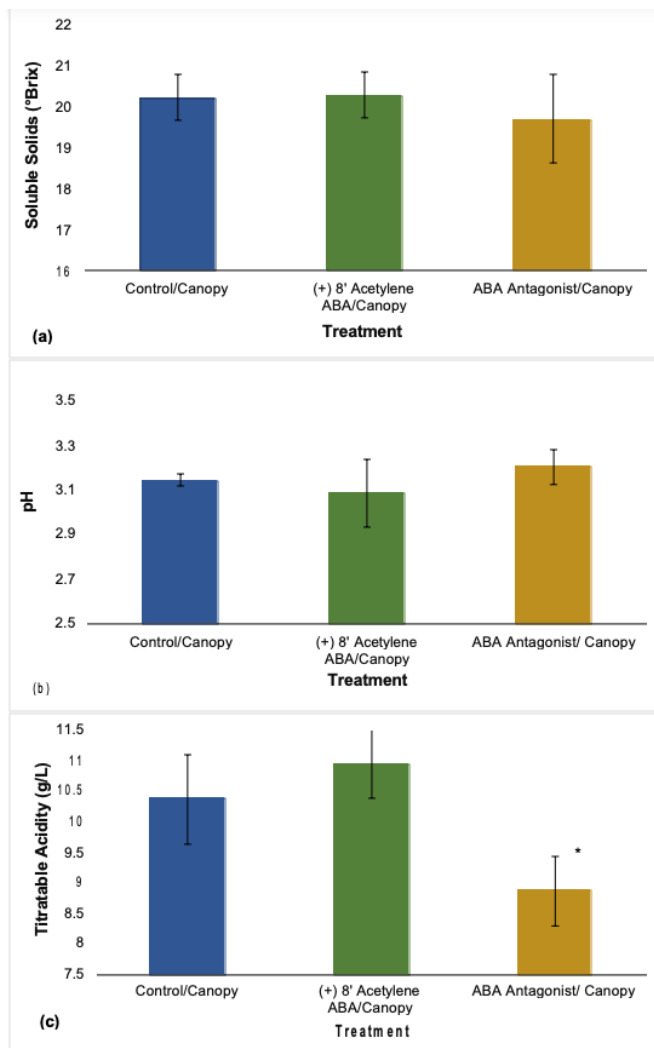 22
21
20
19
18
17
16
Soluble Solids (°Brix)
Control/Canopy
(+) 8' Acetylene
ABA/Canopy
ABA Antagonist/Canopy
Treatment
(a)
3.5
3.3
3.1
2.9
2.7
2.5
pH
Control/Canopy
(+) 8' Acetylene
ABA/Canopy
ABA Antagonist/ Canopy
Treatment
(b)
11.5
11
10.5
10
9.5
9
8.5
8
7.5
Titratable Acidity (g/L)
*
Control/Canopy
(+) 8' Acetylene
ABA/Canopy
ABA Antagonist/ Canopy
Treatment
(c)